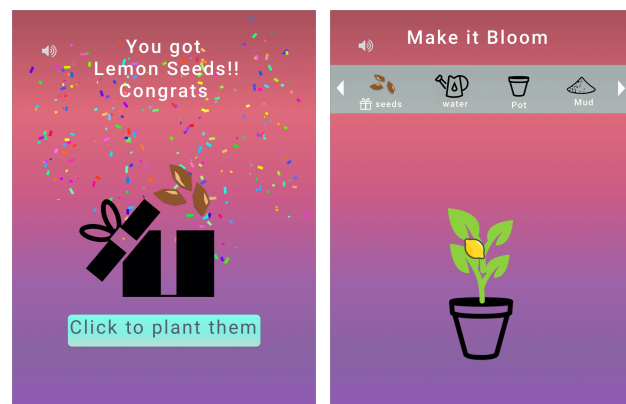 You got
Lemon Seeds!!
Congrats
Click to plant them
Make it Bloom
seeds
water
Pot
Mud